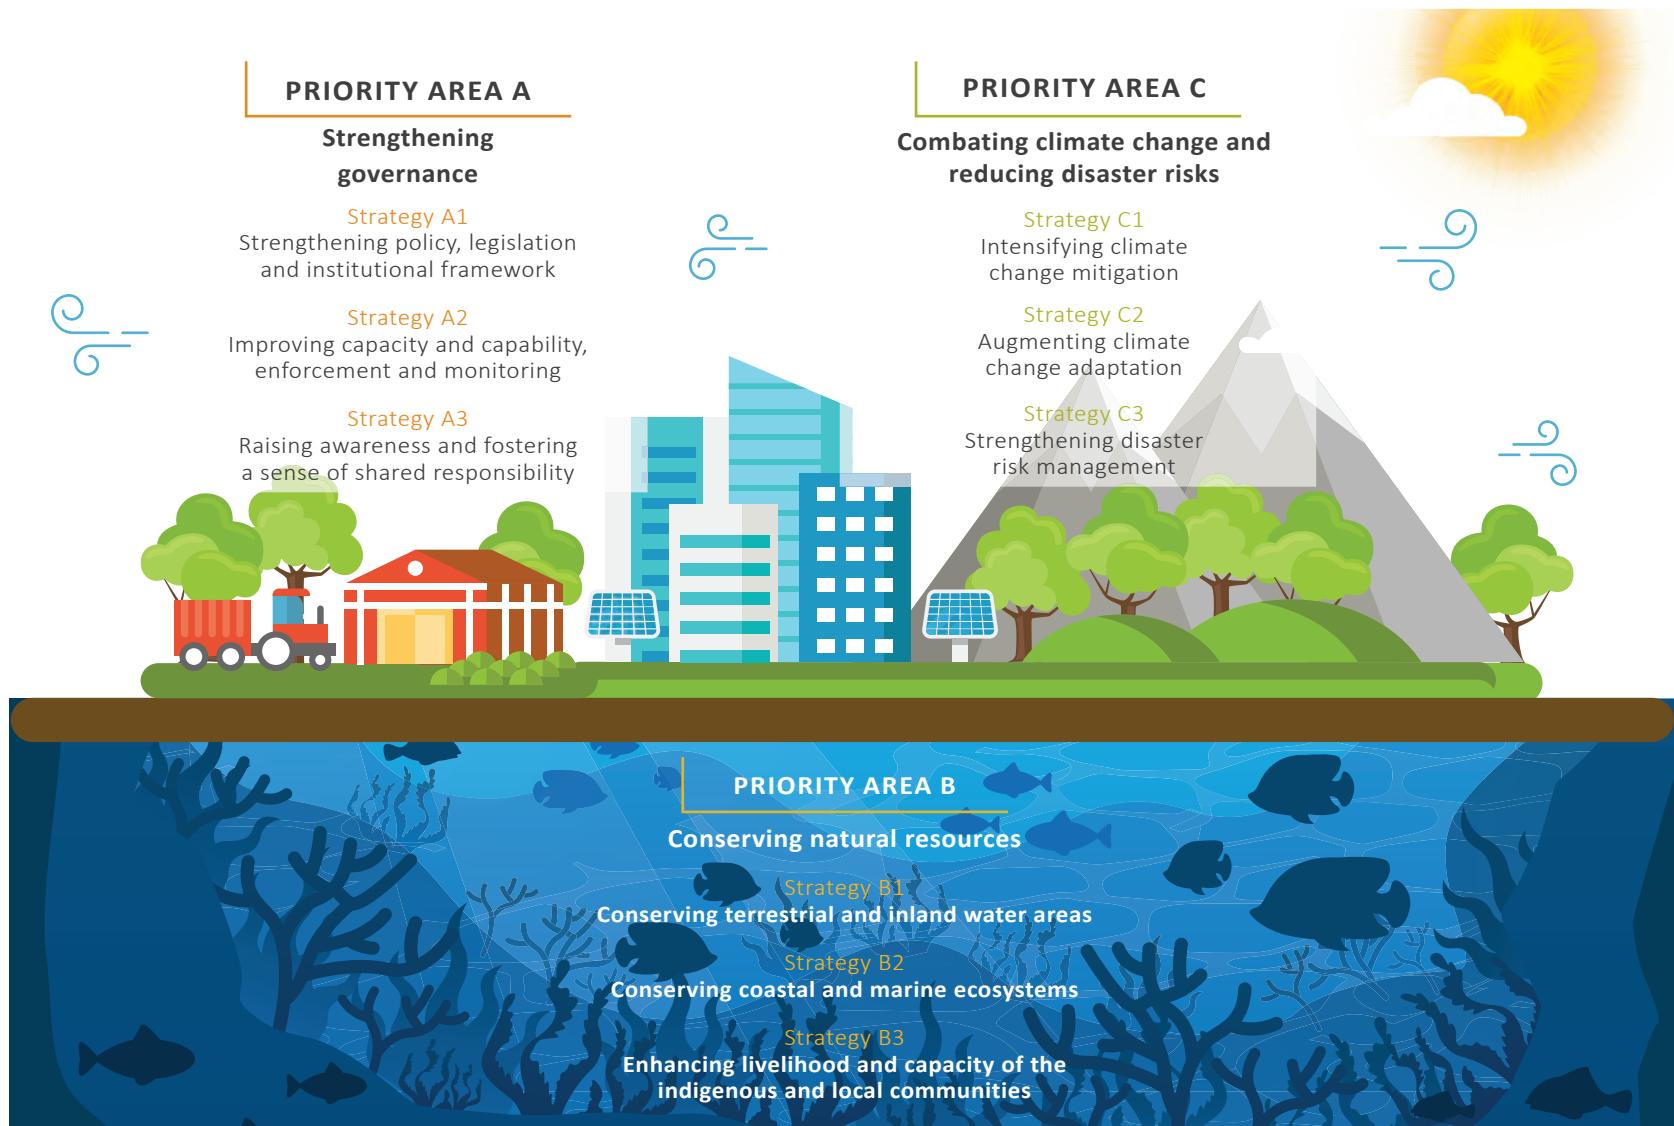 PRIORITY AREA A
Strengthening
governance
Strategy A1
Strengthening policy, legislation
and institutional framework
Strategy A2
Improving capacity and capability,
enforcement and monitoring
Strategy A3
Raising awareness and fostering
a sense of shared responsibility
PRIORITY AREA C
Combating climate change and
reducing disaster risks
Strategy C1
Intensifying climate
change mitigation
Strategy C2
Augmenting climate
change adaptation
Strategy C3
Strengthening disaster
risk management
PRIORITY AREA B
Conserving natural resources
Strategy B1
Conserving terrestrial and inland water areas
Strategy B2
Conserving coastal and marine ecosystems
Strategy B3
Enhancing livelihood and capacity of the
indigenous and local communities